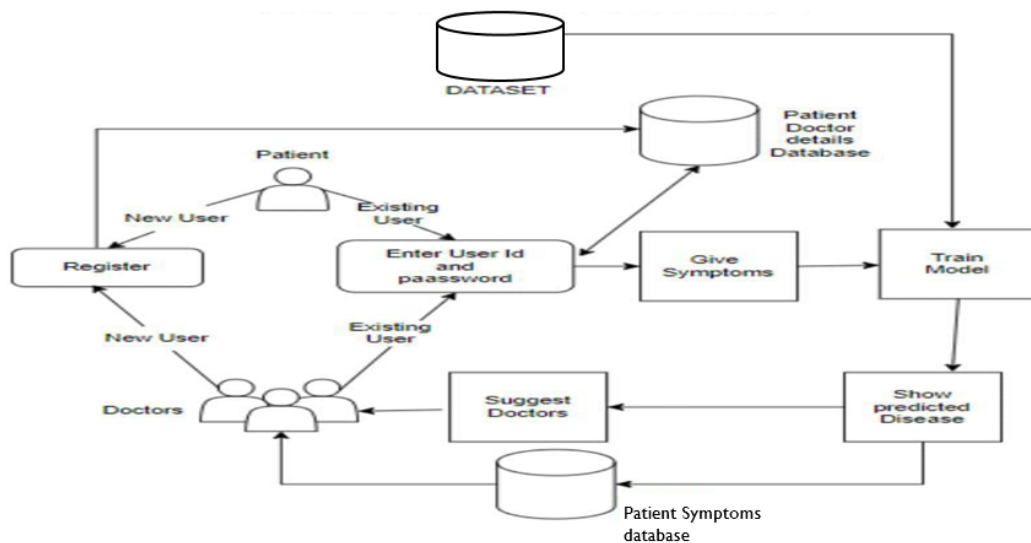 DATASET
Patient
Doctor
details
Database
Patient
New User
Existing
User
Register
Enter User Id
and
paassword
Give
Symptoms
Train
Model
New User
Existing
User
Doctors
Suggest
Doctors
Show
predicted
Disease
Patient Symptoms
database